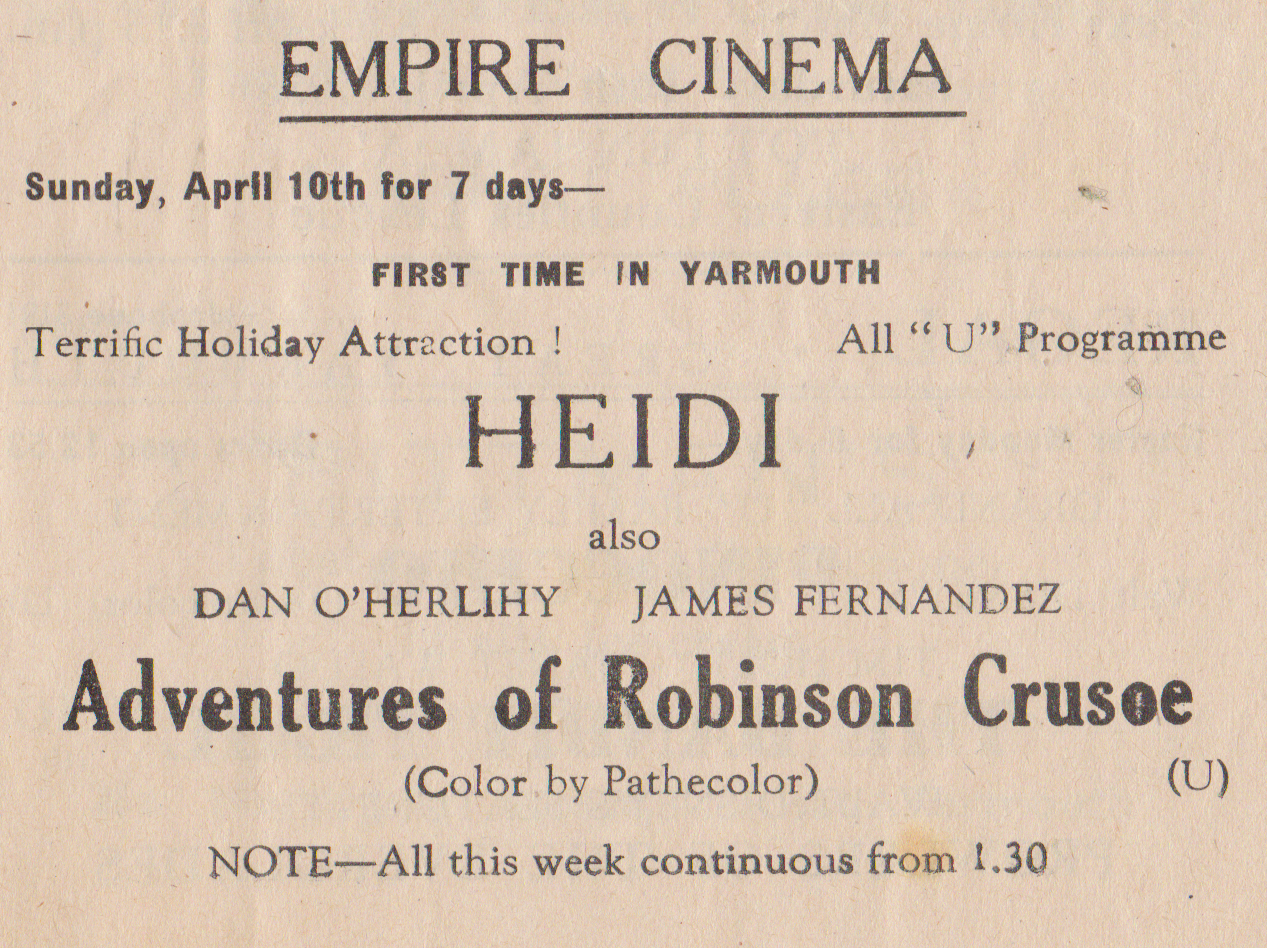 EMPIRE CINEMA
Sunday, April 10th for 7 days—
FIRST TIME IN YARMOUTH
Terrific Holiday Attraction ! All “U” Programme
HEIDI
also
DAN O’HERLIHY JAMES FERNANDEZ
Adventures of Robinson Crusoe
(Color by Pathecolor) (U)
NOTE—All this week continuous from 1.30